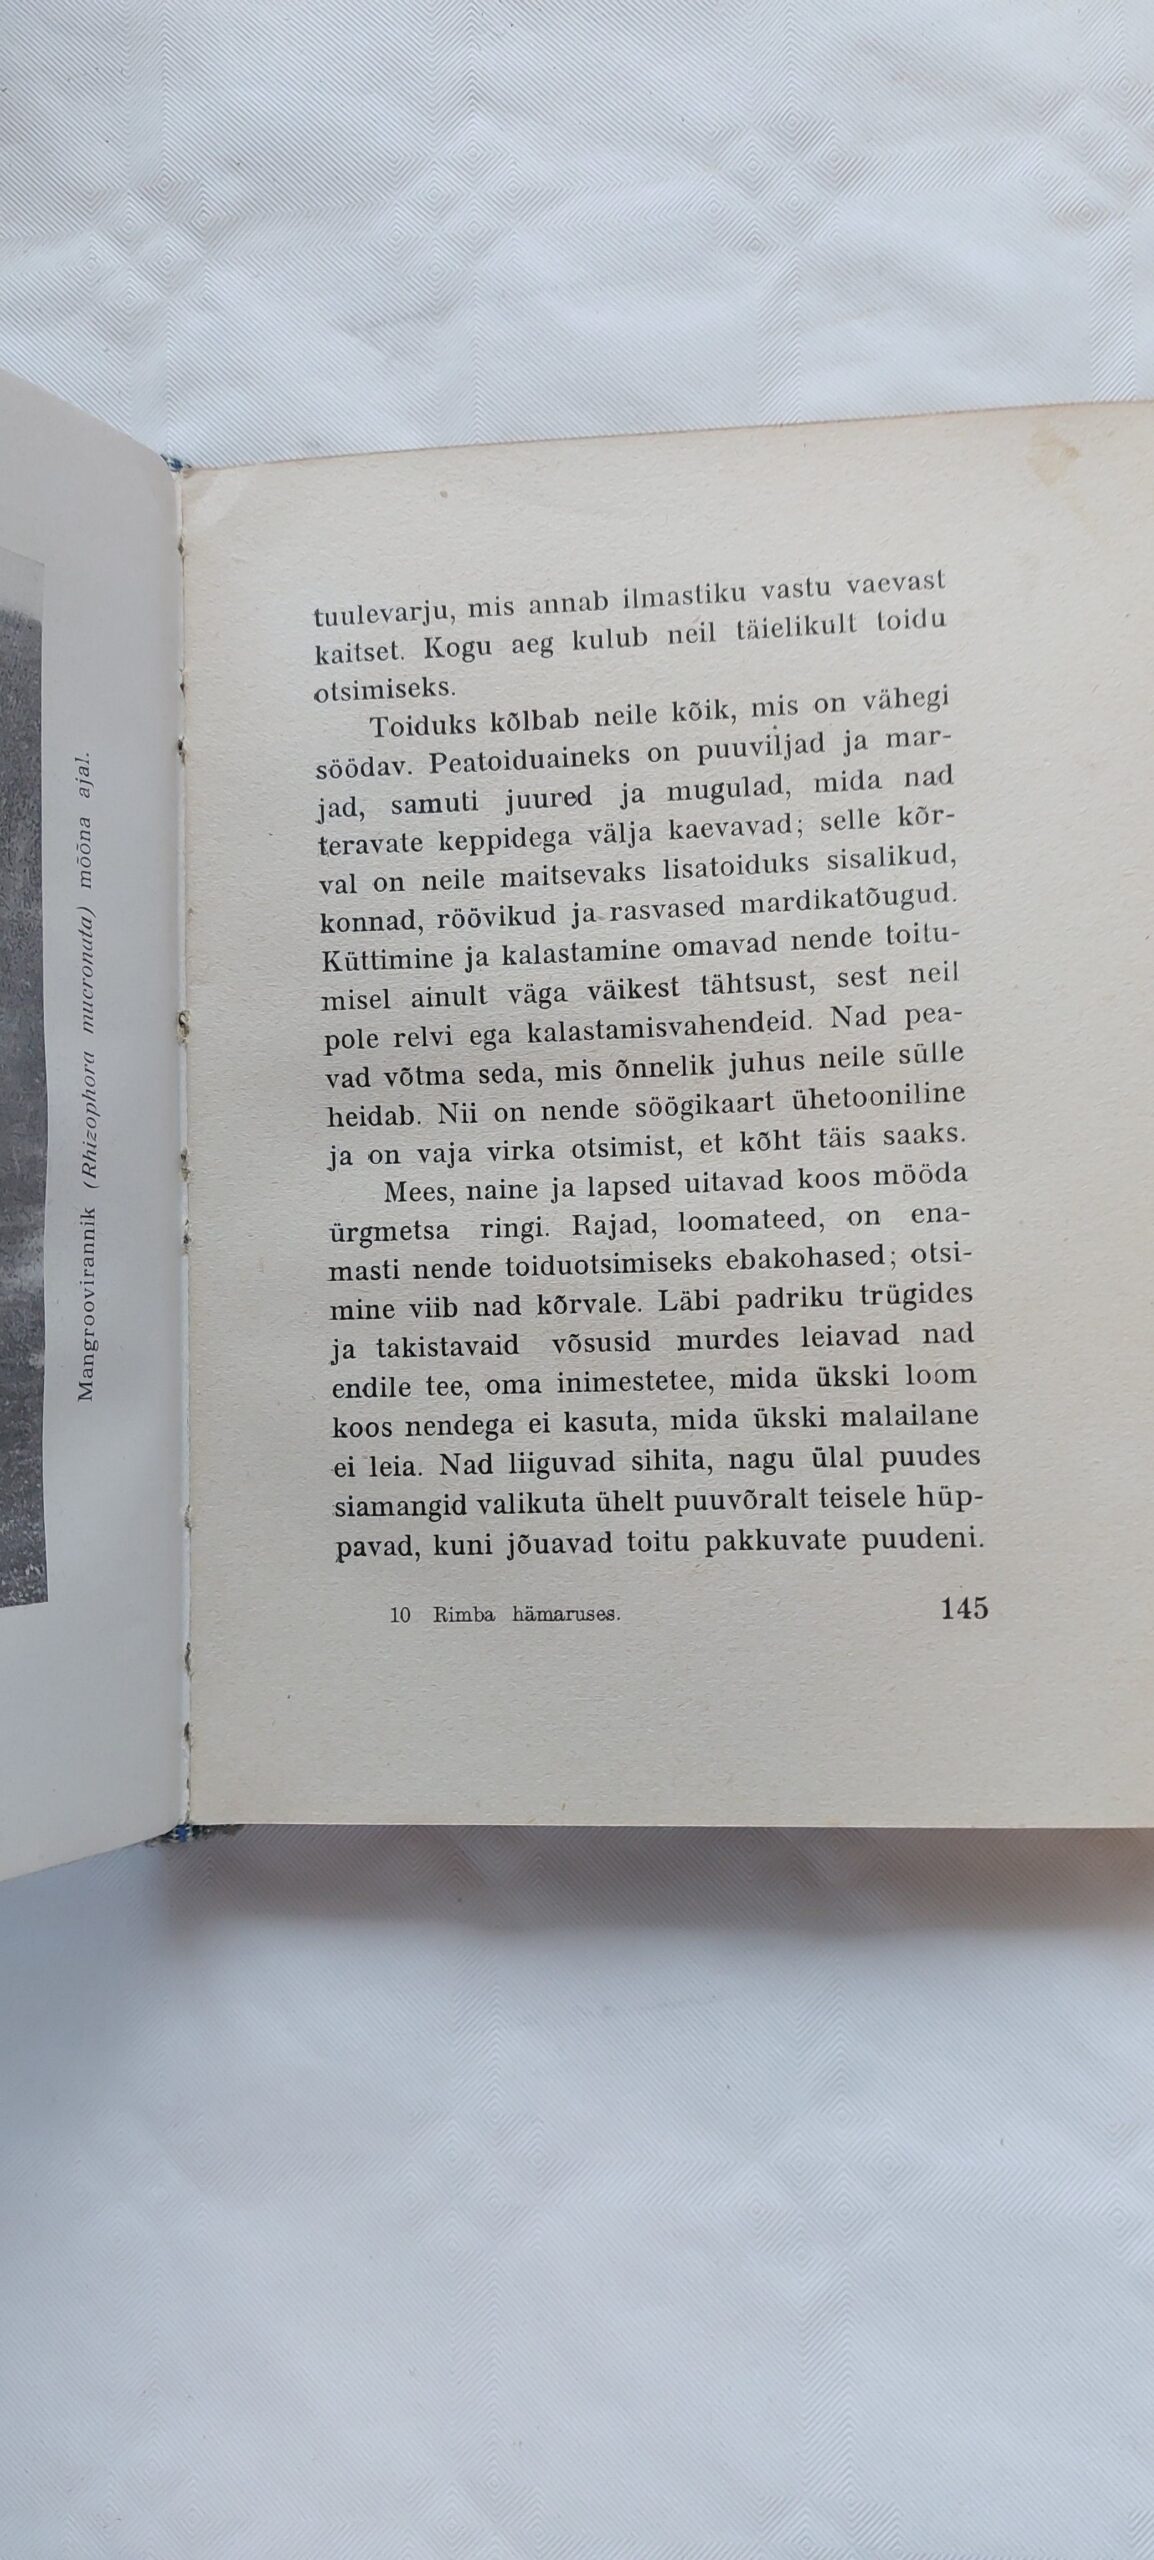 Mangroovirannik (Rhizophora mucronata) mõõna ajal.
tuulevarju, mis annab ilmastiku vastu vaevast
kaitset. Kogu aeg kulub neil täielikult toidu
otsimiseks.
Toiduks kõlbab neile kõik, mis on vähegi
söödav. Peatoiduaineks on puuviljad ja mar-
jad, samuti juured ja mugulad, mida nad
teravate keppidega välja kaevavad; selle kõr-
val on neile maitsevaks lisatoiduks sisalikud,
konnad, röövikud ja rasvased mardikatõugud.
Küttimine ja kalastamine omavad nende toitu-
misel ainult väga väikest tähtsust, sest neil
pole relvi ega kalastamisvahendeid. Nad pea-
vad võtma seda, mis õnnelik juhus neile sülle
heidab. Nii on nende söögikaart ühetooniline
ja on vaja virka otsimist, et kõht täis saaks.
Mees, naine ja lapsed uitavad koos mööda
ürgmetsa ringi. Rajad, loomateed, on ena-
masti nende toiduotsimiseks ebakohased; otsi-
mine viib nad kõrvale. Läbi padriku trügides
ja takistavaid võsusid murdes leiavad nad
endile tee, oma inimestetee, mida ükski loom
koos nendega ei kasuta, mida ükski malailane
ei leia. Nad liiguvad sihita, nagu ülal puudes
siamangid valikuta ühelt puuvõralt teisele hüp-
pavad, kuni jõuavad toitu pakkuvate puudeni.
10 Rimba hämaruses.
145